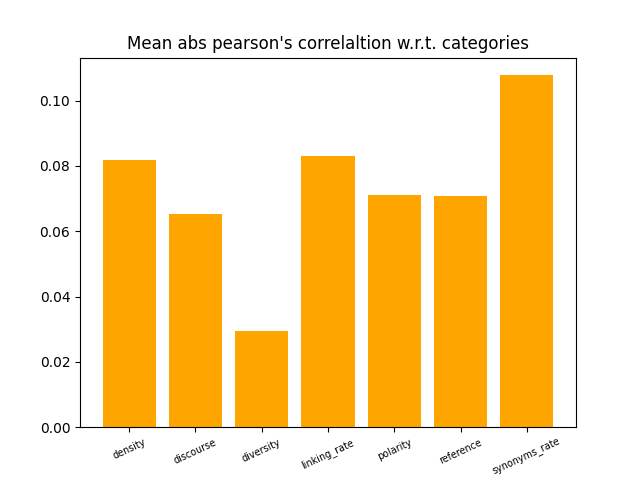 Mean abs pearson's correlaltion w.r.t. categories
0.10
0.08
0.06
0.04
0.02
0.00
density
discourse
diversity
linking_rate
polarity
reference
synonyms_rate